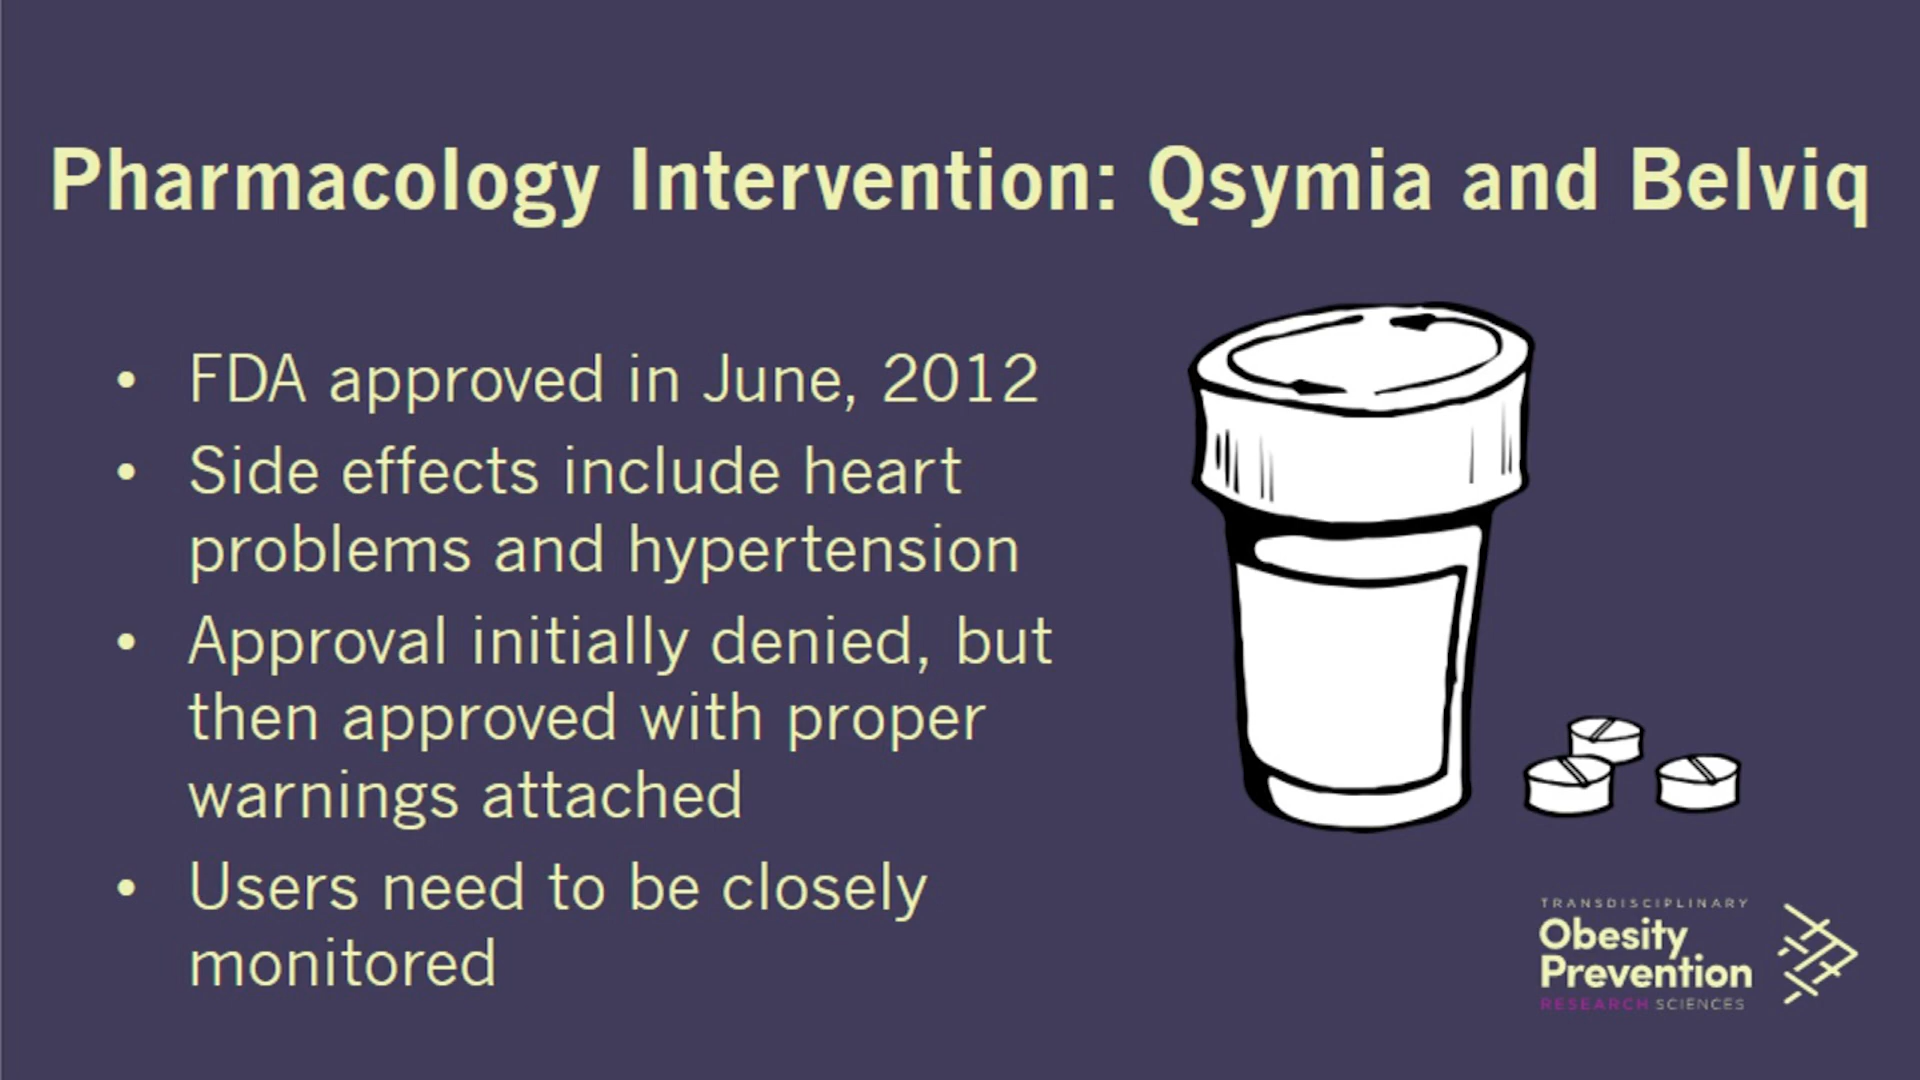 Pharmacology Intervention: Qsymia and Belviq
• FDA approved in June, 2012
• Side effects include heart
problems and hypertension
• Approval initially denied, but
then approved with proper
warnings attached
• Users need to be closely
monitored
TRANSDISCIPLINARY
Obesity
Prevention
RESEARCH SCIENCES